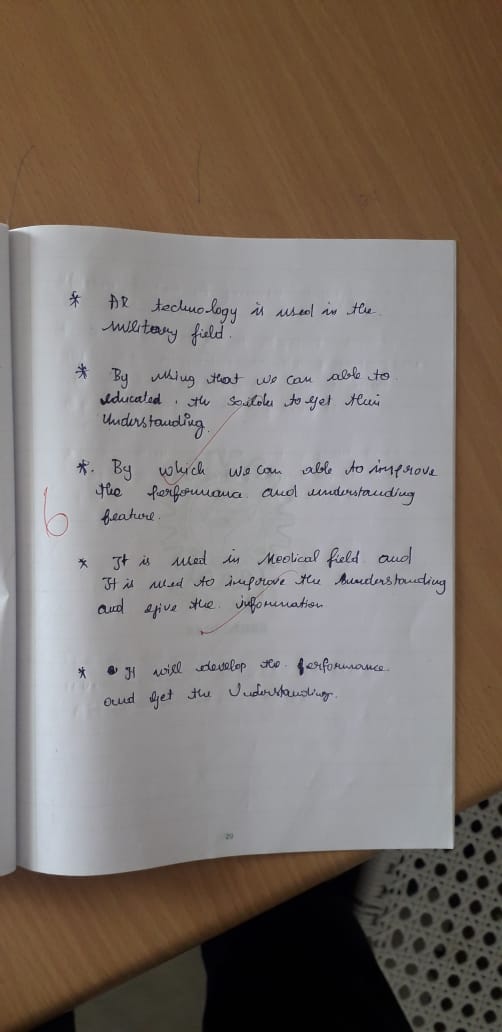 * AR technology is used in the
military field.
* By using that we can able to
educated, the to get their
Understanding.
*. By which we can able to improve
the performana and understanding
feature.
6
* It is used in Medical field and
It is used to improve the understanding
and give the information
* It will develop the performance
and Get the Understanding.
29